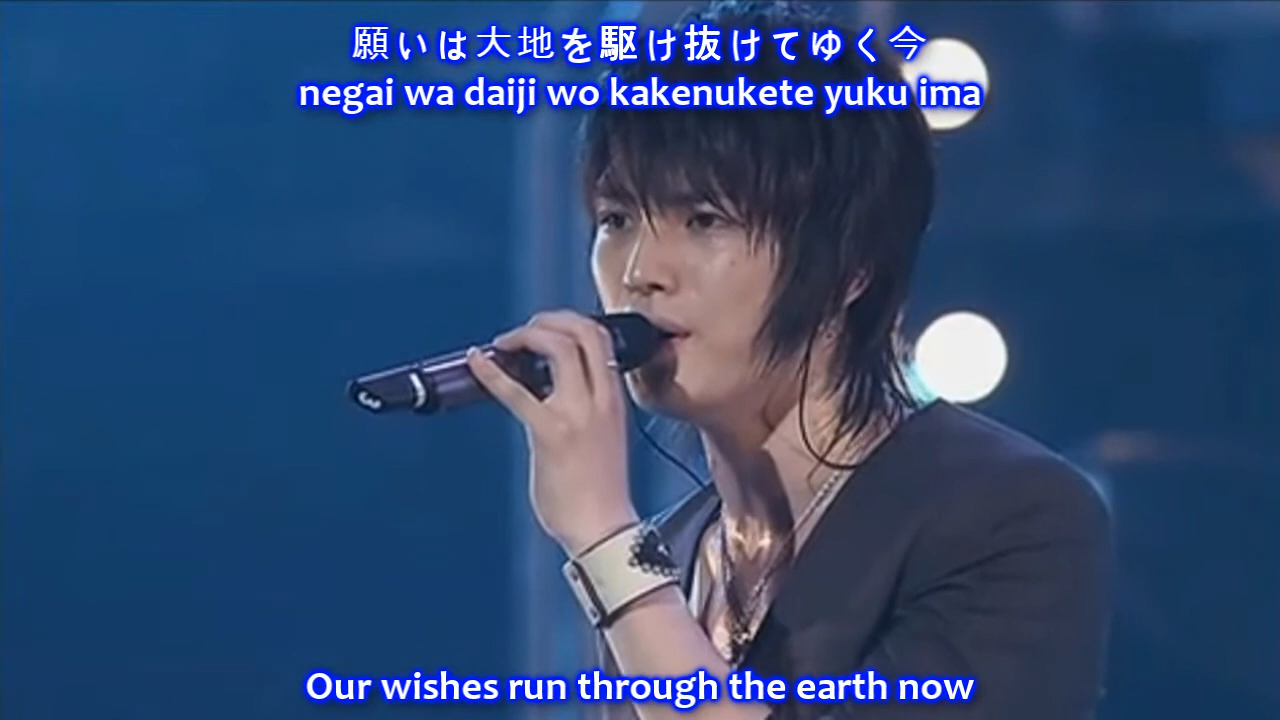 願いは大地を駆け抜けてゆく今
negai wa daiji wo kakenukete yuku ima
Our wishes run through the earth now